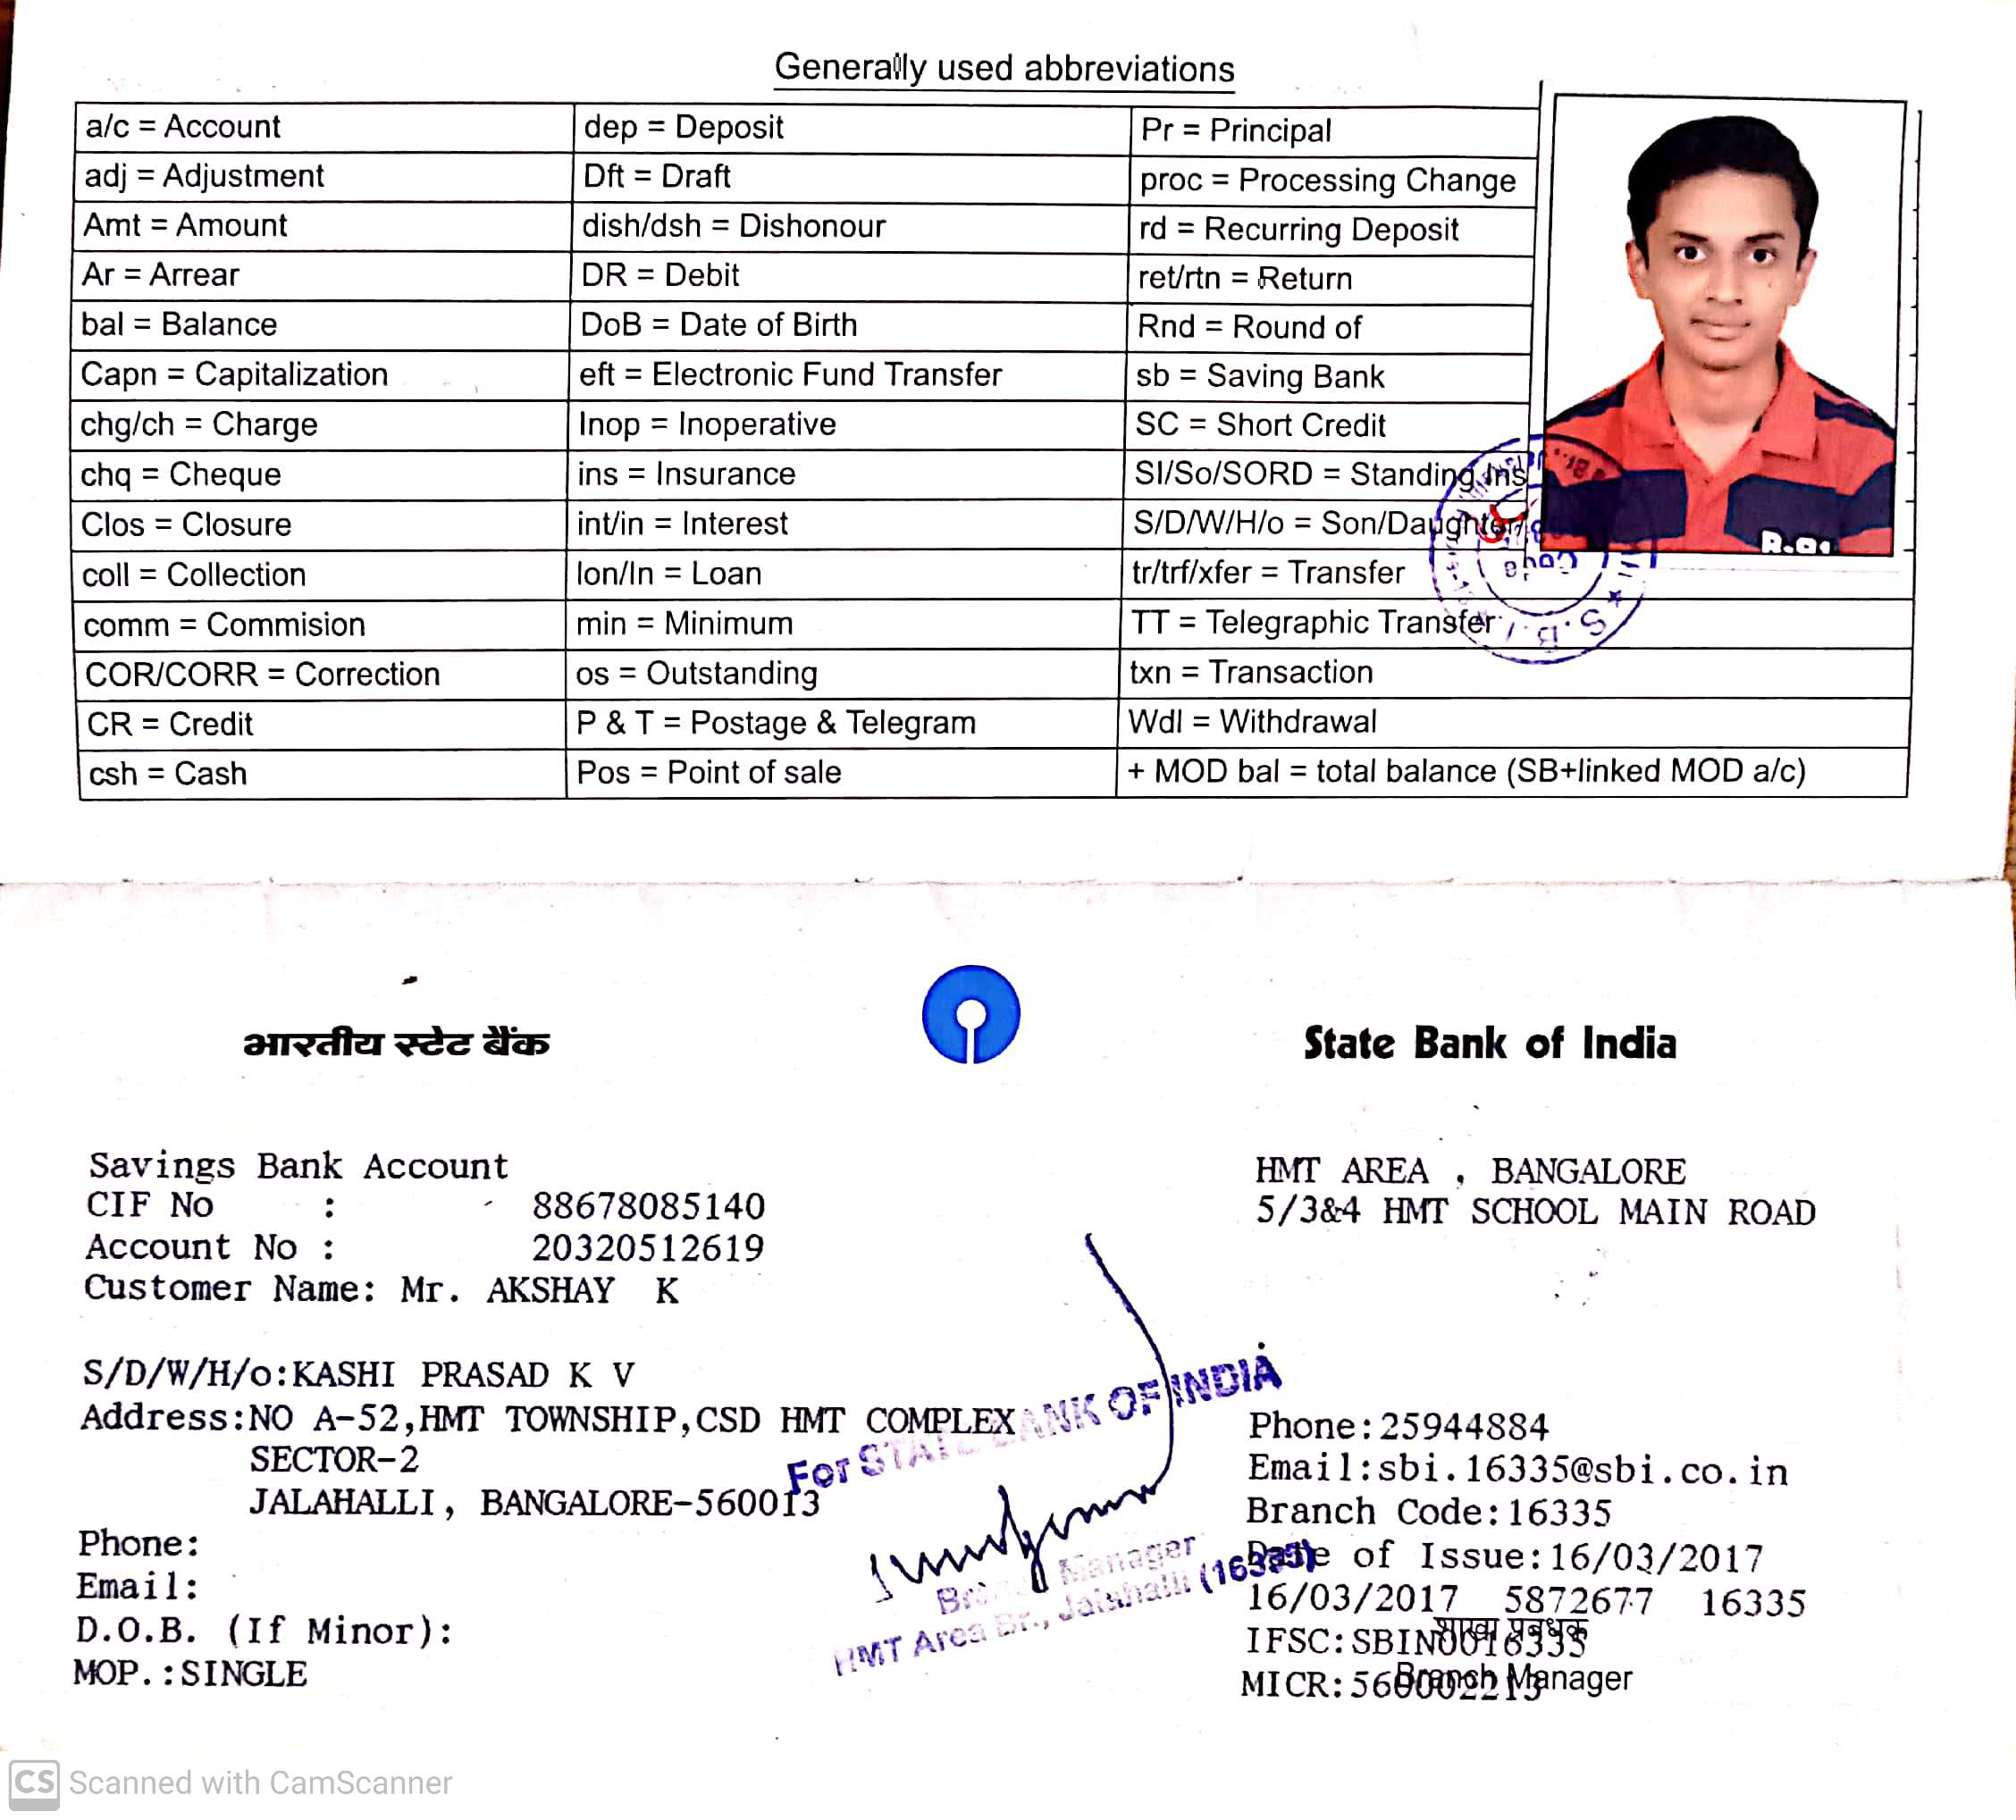 Generally used abbreviations
a/c = Account
dep = Deposit
Pr = Principal
adj = Adjustment
Dft = Draft
proc = Processing Change
Amt = Amount
dish/dsh = Dishonour
rd = Recurring Deposit
Ar = Arrear
DR = Debit
ret/rtn = Return
bal = Balance
DoB = Date of Birth
Rnd = Round of
Capn = Capitalization
eft = Electronic Fund Transfer
sb = Saving Bank
chg/ch = Charge
Inop = Inoperative
SC = Short Credit
chq = Cheque
ins = Insurance
SI/So/SORD = Standing Ins
Clos = Closure
int/in = Interest
S/D/W/H/o = Son/Daughter/
coll = Collection
lon/ln = Loan
tr/trf/xfer = Transfer
comm = Commision
min = Minimum
TT = Telegraphic Transfer
COR/CORR = Correction
os = Outstanding
txn = Transaction
CR = Credit
P & T = Postage & Telegram
Wdl = Withdrawal
csh = Cash
Pos = Point of sale
+ MOD bal = total balance (SB+linked MOD a/c)
S.B.I.
Code
भारतीय स्टेट बैंक
State Bank of India
Savings Bank Account
CIF No : 88678085140
Account No : 20320512619
Customer Name: Mr. AKSHAY K
S/D/W/H/o:KASHI PRASAD K V
Address:NO A-52,HMT TOWNSHIP,CSD HMT COMPLEX
SECTOR-2
JALAHALLI, BANGALORE-560013
Phone:
Email:
D.O.B. (If Minor):
MOP.:SINGLE
For STATE BANK OF INDIA
Branch Manager
HMT Area Br., Jalahalli (16335)
HMT AREA , BANGALORE
5/3&4 HMT SCHOOL MAIN ROAD
Phone:25944884
Email:sbi.16335@sbi.co.in
Branch Code:16335
Date of Issue:16/03/2017
16/03/2017 5872677 16335
शाखा प्रबंधक
IFSC:SBIN0016335
MICR:560002213
Branch Manager
CS Scanned with CamScanner